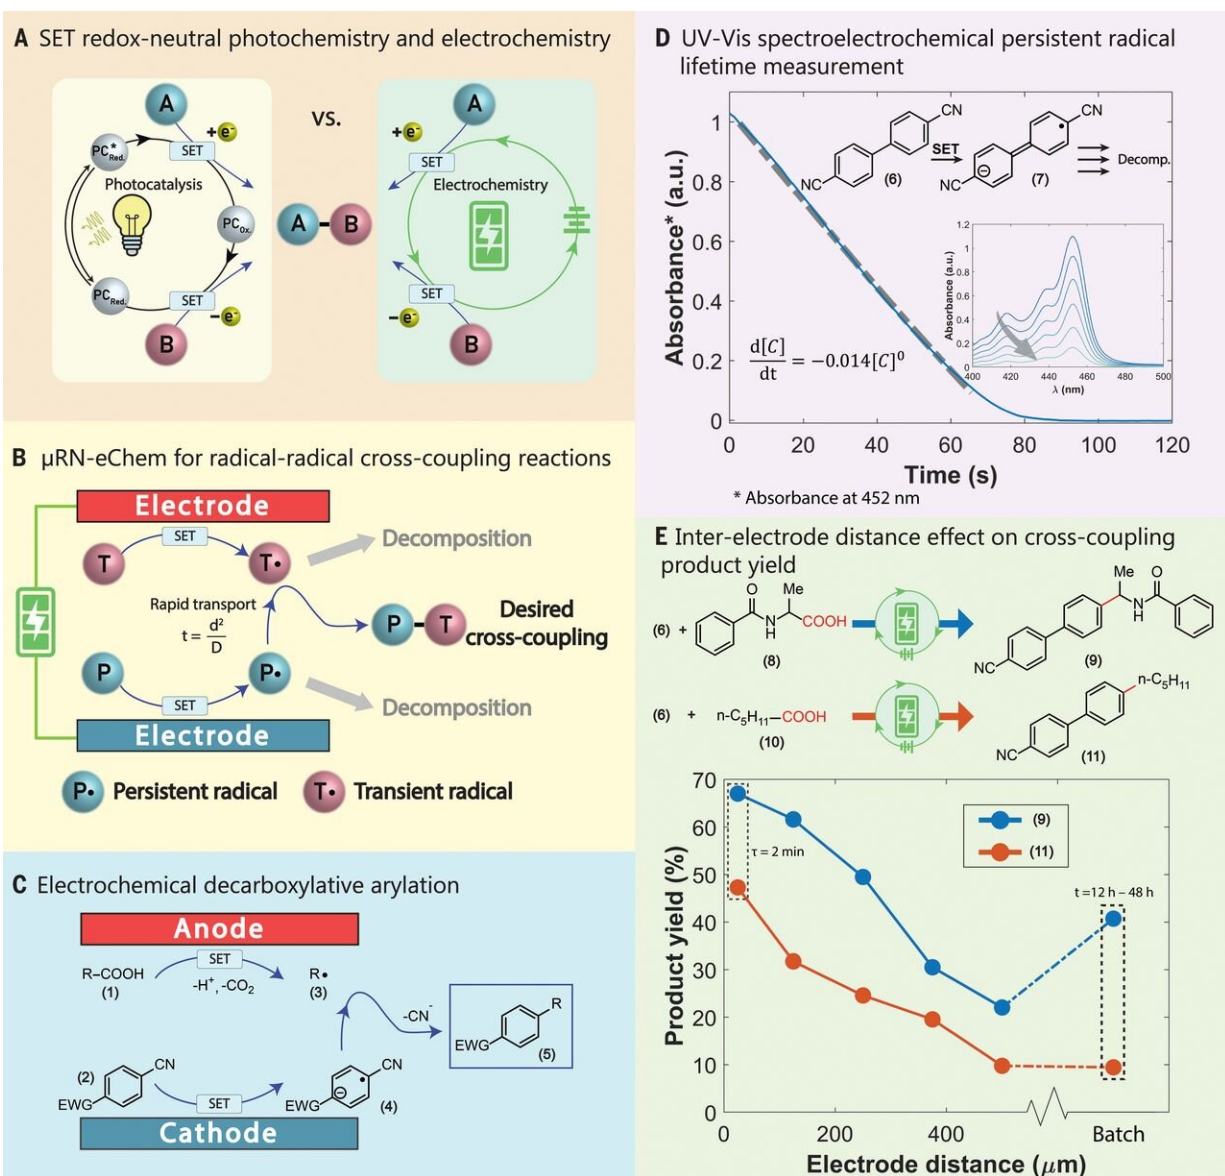 A SET redox-neutral photochemistry and electrochemistry
A
vs.
A
+e⁻
SET
PC*Red.
Photocatalysis
PCOx.
PCRed.
SET
−e⁻
B
A–B
+e⁻
SET
Electrochemistry
SET
−e⁻
B
B µRN-eChem for radical-radical cross-coupling reactions
Electrode
SET
T
T•
Decomposition
Rapid transport
t = d²/D
P–T
Desired
cross-coupling
P
P•
SET
Decomposition
Electrode
P• Persistent radical
T• Transient radical
C Electrochemical decarboxylative arylation
Anode
SET
R–COOH
(1)
-H⁺, -CO₂
R•
(3)
-CN⁻
R
EWG
(5)
(2)
CN
EWG
SET
CN
EWG
(4)
Cathode
D UV-Vis spectroelectrochemical persistent radical
lifetime measurement
Absorbance* (a.u.)
1
0.8
0.6
0.4
0.2
0
0 20 40 60 80 100 120
Time (s)
* Absorbance at 452 nm
CN
NC
(6)
SET
CN
NC
(7)
Decomp.
d[C]/dt = −0.014[C]⁰
Absorbance (a.u.)
1.2
1
0.8
0.6
0.4
0.2
0
400 420 440 460 480 500
λ (nm)
E Inter-electrode distance effect on cross-coupling
product yield
(6) +
O
Me
N
H
COOH
(8)
Me
O
N
H
NC
(9)
(6) +
n-C₅H₁₁–COOH
(10)
n-C₅H₁₁
NC
(11)
Product yield (%)
70
60
50
40
30
20
10
0
τ = 2 min
(9)
(11)
t =12 h – 48 h
0 200 400 Batch
Electrode distance (µm)